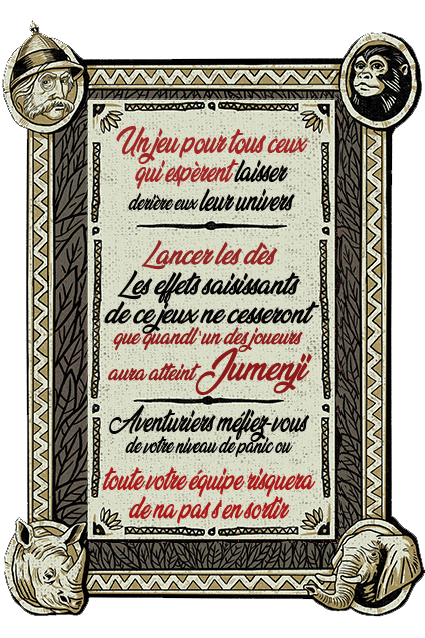 Un jeu pour tous ceux
qui espèrent laisser
derière eux leur univers
Lancer les dès
Les effets saisissants
de ce jeux ne cesseront
que quandl'un des joueurs
aura atteint Jumenji
Aventuriers méfiez-vous
de votre niveau de panic ou
toute votre équipe risquera
de na pas s'en sortir